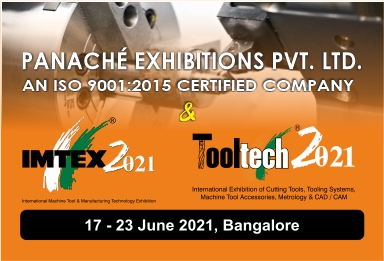 PANACHÉ EXHIBITIONS PVT. LTD.
AN ISO 9001:2015 CERTIFIED COMPANY
&
IMTEX 2021 ®
International Machine Tool & Manufacturing Technology Exhibition
Tooltech ® 2021
International Exhibition of Cutting Tools, Tooling Systems,
Machine Tool Accessories, Metrology & CAD / CAM
17 - 23 June 2021, Bangalore